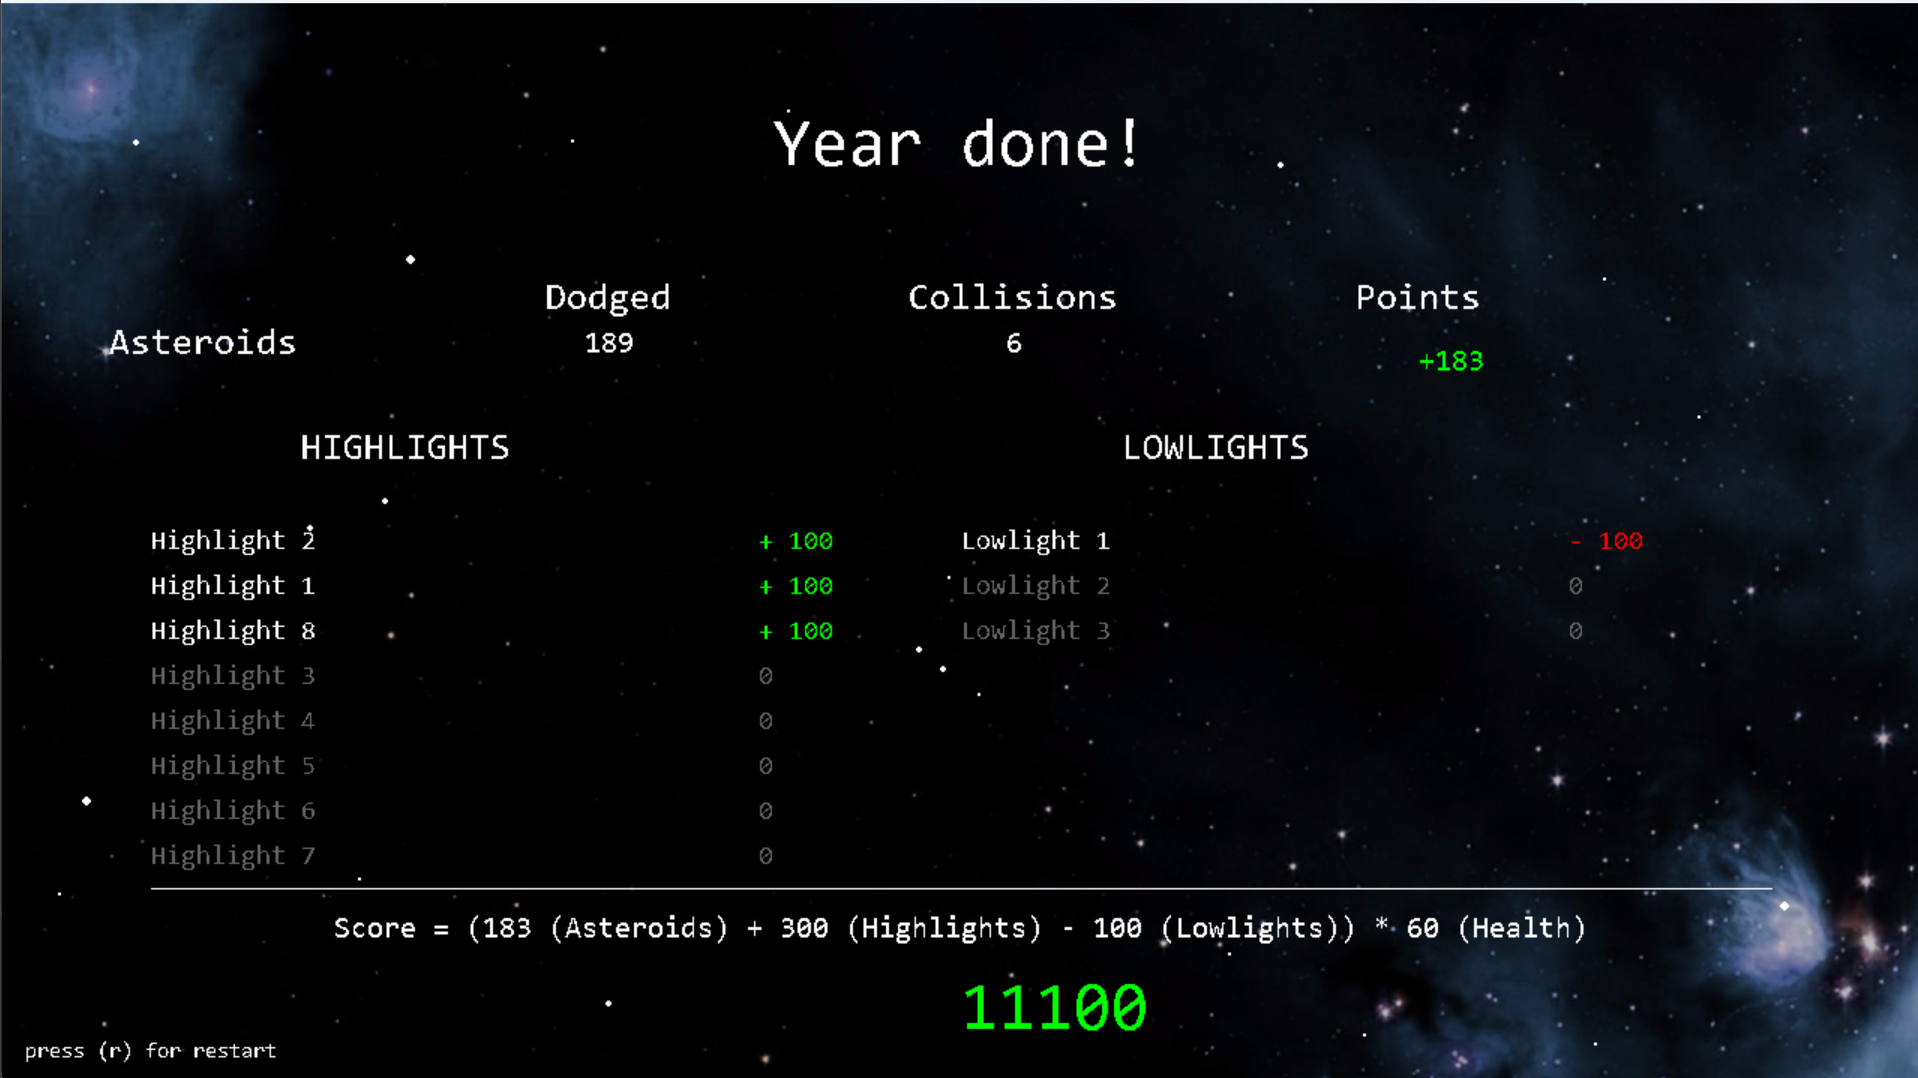 Year done!
Dodged Collisions Points
Asteroids 189 6 +183
HIGHLIGHTS LOWLIGHTS
Highlight 2 + 100 Lowlight 1 - 100
Highlight 1 + 100 Lowlight 2 0
Highlight 8 + 100 Lowlight 3 0
Highlight 3 0
Highlight 4 0
Highlight 5 0
Highlight 6 0
Highlight 7 0
Score = (183 (Asteroids) + 300 (Highlights) - 100 (Lowlights)) * 60 (Health)
11100
press (r) for restart